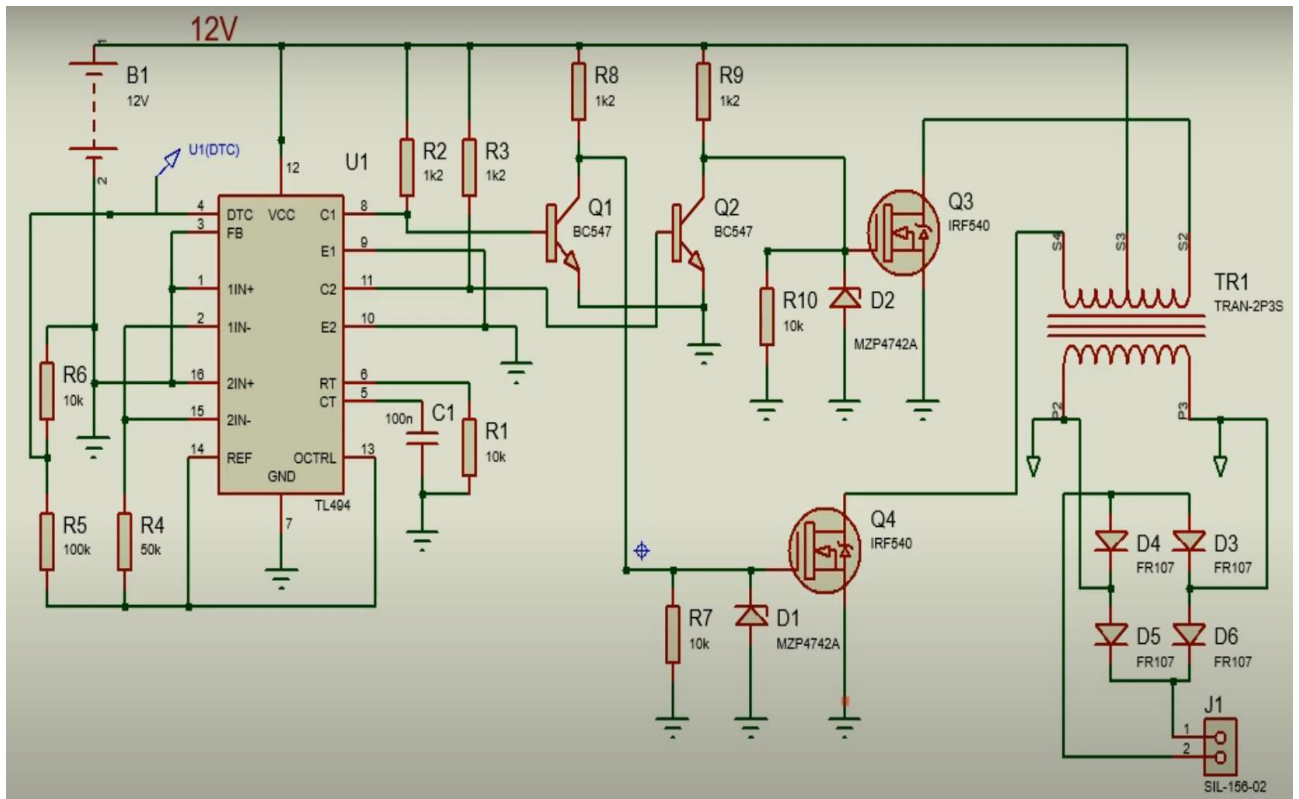 12V
1
B1
12V
2
U1(DTC)
R8
1k2
R9
1k2
R2
1k2
R3
1k2
U1
12
4
DTC
VCC
C1
8
3
FB
E1
9
1
1IN+
C2
11
2
1IN-
E2
10
16
2IN+
RT
6
CT
5
15
2IN-
14
REF
OCTRL
13
GND
TL494
7
Q1
BC547
Q2
BC547
Q3
IRF540
R10
10k
D2
MZP4742A
S4
S3
S2
TR1
TRAN-2P3S
P2
P3
R6
10k
100n
C1
R1
10k
R5
100k
R4
50k
Q4
IRF540
R7
10k
D1
MZP4742A
D4
FR107
D3
FR107
D5
FR107
D6
FR107
J1
1
2
SIL-156-02